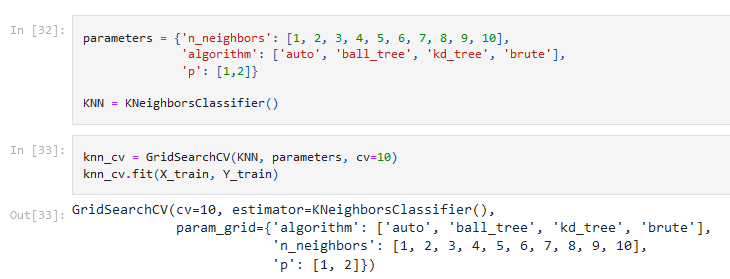 In [32]:
parameters = {'n_neighbors': [1, 2, 3, 4, 5, 6, 7, 8, 9, 10],
              'algorithm': ['auto', 'ball_tree', 'kd_tree', 'brute'],
              'p': [1,2]}
KNN = KNeighborsClassifier()
In [33]:
knn_cv = GridSearchCV(KNN, parameters, cv=10)
knn_cv.fit(X_train, Y_train)
Out[33]:
GridSearchCV(cv=10, estimator=KNeighborsClassifier(),
             param_grid={'algorithm': ['auto', 'ball_tree', 'kd_tree', 'brute'],
                         'n_neighbors': [1, 2, 3, 4, 5, 6, 7, 8, 9, 10],
                         'p': [1, 2]})